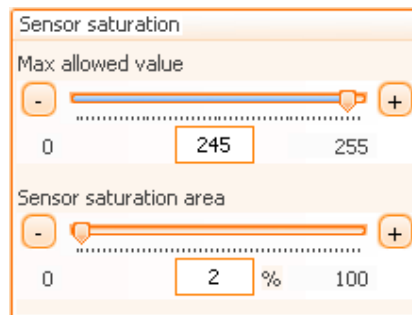 Sensor saturation
Max allowed value
- +
0 245 255
Sensor saturation area
- +
0 2 % 100